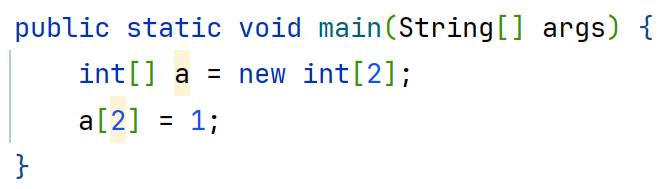 public static void main(String[] args) {
    int[] a = new int[2];
    a[2] = 1;
}